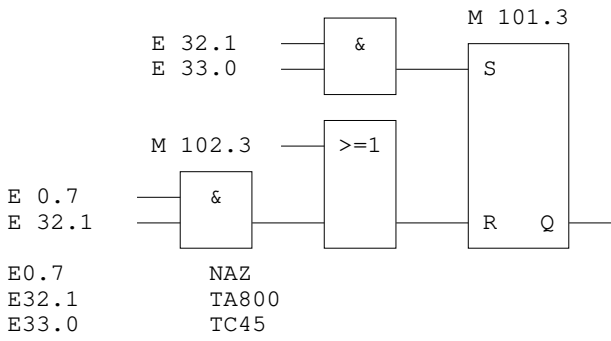 M 101.3
E 32.1 &
E 33.0 S
M 102.3 >=1
E 0.7 &
E 32.1 R Q
E0.7 NAZ
E32.1 TA800
E33.0 TC45